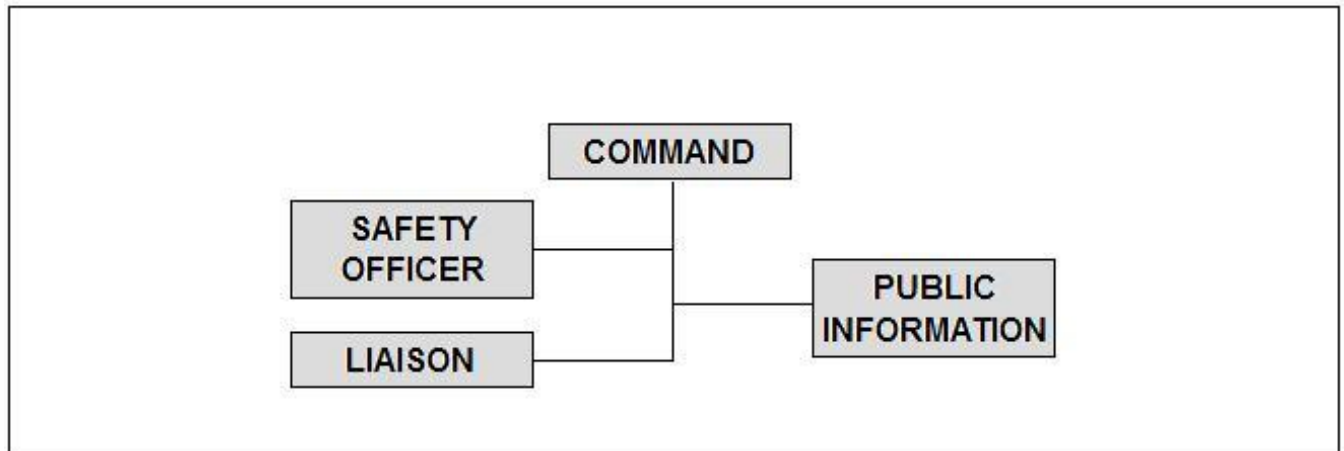 COMMAND
SAFETY
OFFICER
PUBLIC
INFORMATION
LIAISON